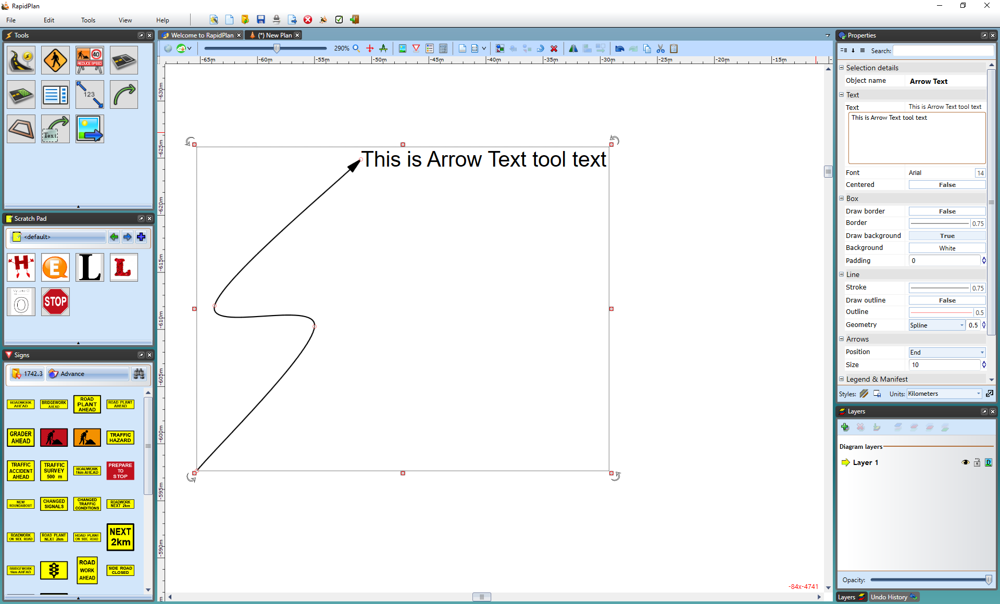 RapidPlan
File Edit Tools View Help
Tools
40
REDUCE SPEED
123
Text
Scratch Pad
<default>
H E L L
My Letter O
O STOP
Signs
1742.3 Advance
ROADWORK AHEAD
BRIDGEWORK AHEAD
ROAD PLANT AHEAD
ROAD PLANT AHEAD
GRADER AHEAD
TRAFFIC HAZARD
TRAFFIC ACCIDENT AHEAD
TRAFFIC SURVEY 500 m
ROADWORK 1km AHEAD
PREPARE TO STOP
NEW ROUNDABOUT
CHANGED SIGNALS
CHANGED TRAFFIC CONDITIONS
ROADWORK NEXT 2km
ROADWORK ON SIDE ROAD
ROAD PLANT NEXT 2km
ROAD PLANT ON SIDE ROAD
NEXT 2km
BRIDGEWORK 1km AHEAD
ROAD WORK AHEAD
SIDE ROAD CLOSED
Welcome to RapidPlan (*) New Plan
290%
-65m -60m -55m -50m -45m -40m -35m -30m -25m -20m -15m
-630m
-625m
-620m
-615m
-610m
-605m
-600m
-595m
-590m
This is Arrow Text tool text
-84x-4741
Properties
Search:
Selection details
Object name Arrow Text
Text
Text This is Arrow Text tool text
This is Arrow Text tool text
Font Arial 14
Centered False
Box
Draw border False
Border 0.75
Draw background True
Background White
Padding 0
Line
Stroke 0.75
Draw outline False
Outline 0.5
Geometry Spline 0.5
Arrows
Position End
Size 10
Legend & Manifest
Styles: Units: Kilometers
Layers
Diagram layers
Layer 1 D
Opacity:
Layers Undo History